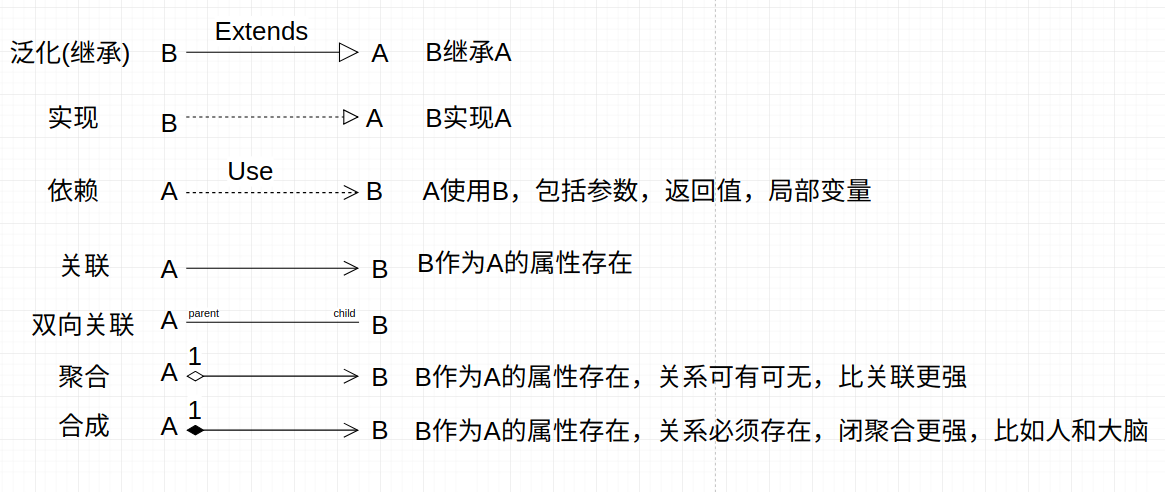 Extends
泛化(继承) B A B继承A
实现 B A B实现A
Use
依赖 A B A使用B，包括参数，返回值，局部变量
关联 A B B作为A的属性存在
parent child
双向关联 A B
1
聚合 A B B作为A的属性存在，关系可有可无，比关联更强
1
合成 A B B作为A的属性存在，关系必须存在，闭聚合更强，比如人和大脑